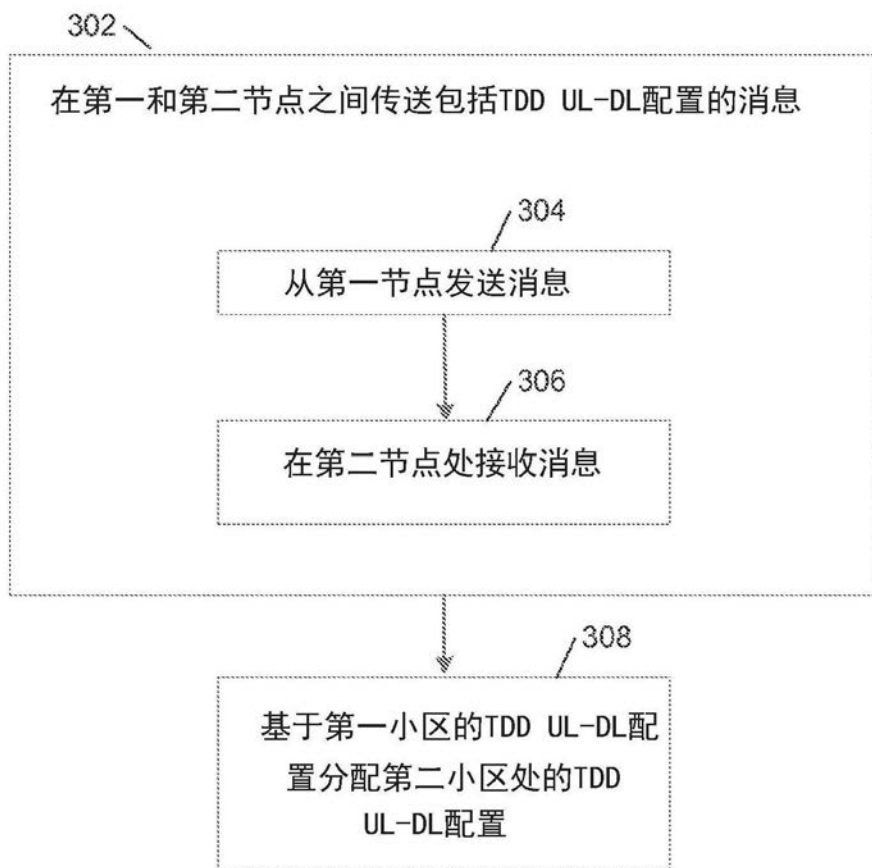 302
在第一和第二节点之间传送包括TDD UL-DL配置的消息
304
从第一节点发送消息
306
在第二节点处接收消息
308
基于第一小区的TDD UL-DL配
置分配第二小区处的TDD
UL-DL配置